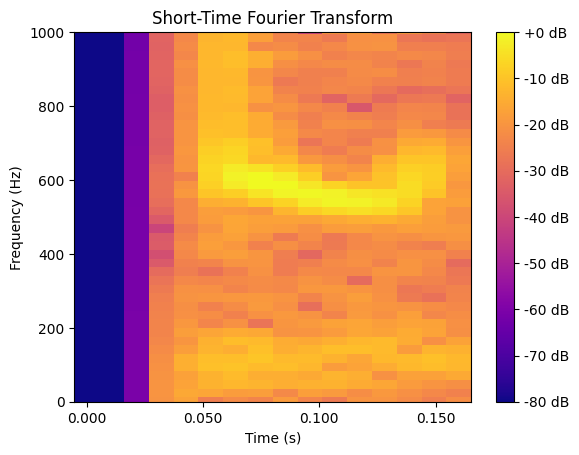 Short-Time Fourier Transform
Frequency (Hz)
1000
800
600
400
200
0
0.000
0.050
0.100
0.150
Time (s)
+0 dB
-10 dB
-20 dB
-30 dB
-40 dB
-50 dB
-60 dB
-70 dB
-80 dB